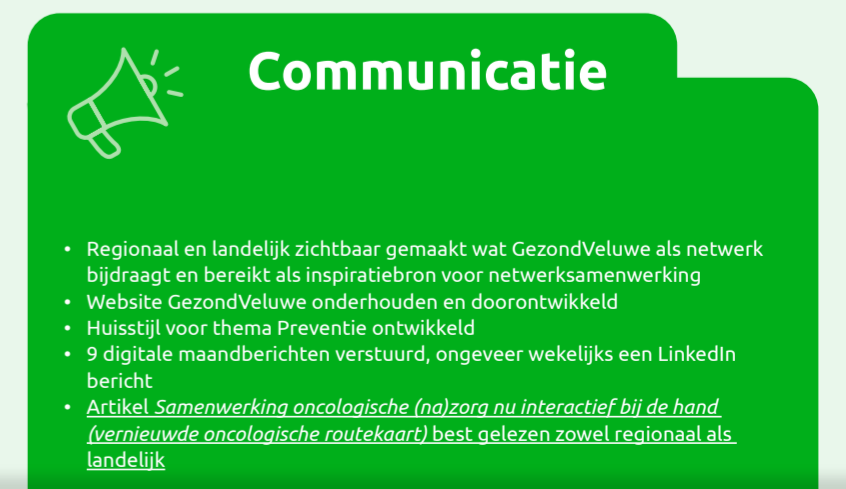 Communicatie
• Regionaal en landelijk zichtbaar gemaakt wat GezondVeluwe als netwerk
bijdraagt en bereikt als inspiratiebron voor netwerksamenwerking
• Website GezondVeluwe onderhouden en doorontwikkeld
• Huisstijl voor thema Preventie ontwikkeld
• 9 digitale maandberichten verstuurd, ongeveer wekelijks een LinkedIn
bericht
• Artikel Samenwerking oncologische (na)zorg nu interactief bij de hand
(vernieuwde oncologische routekaart) best gelezen zowel regionaal als
landelijk